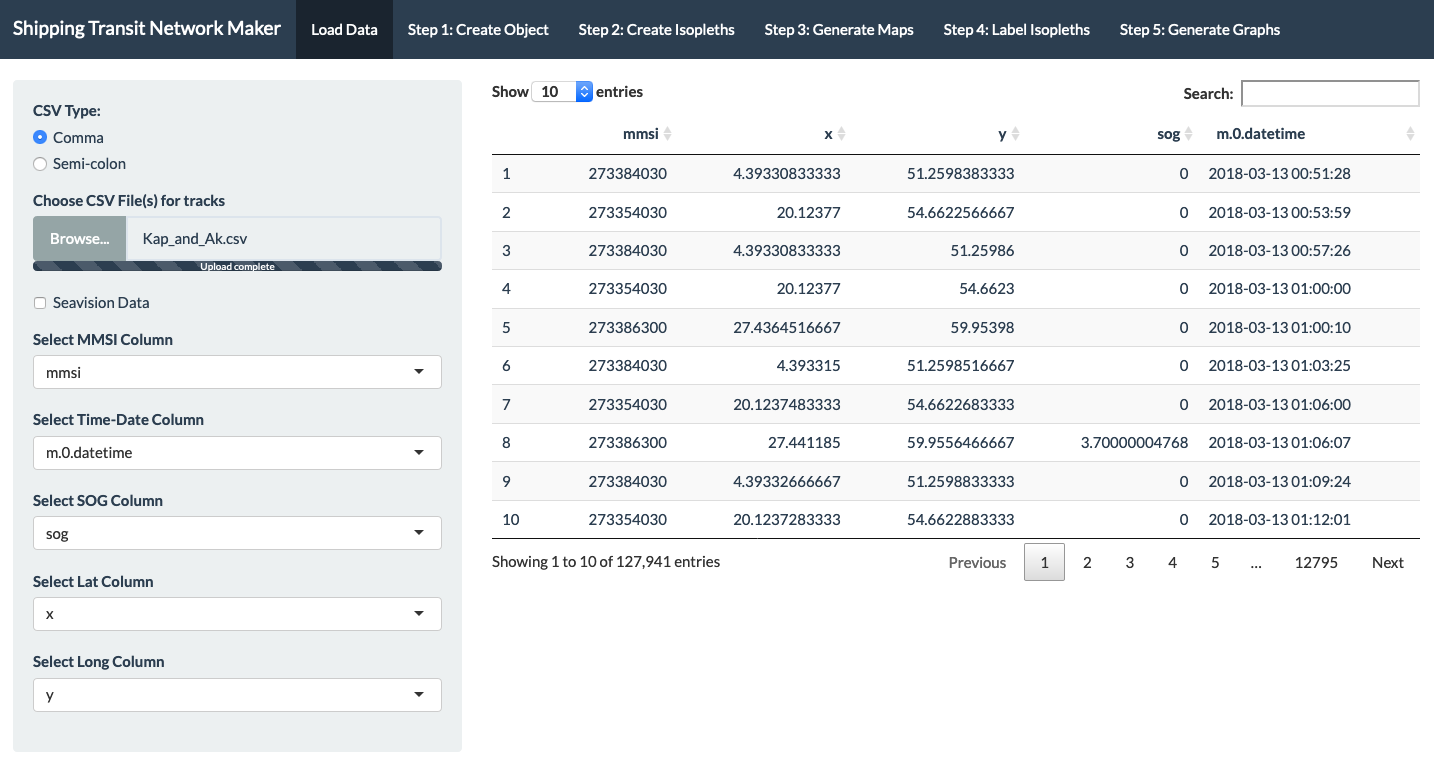 Shipping Transit Network Maker Load Data Step 1: Create Object Step 2: Create Isopleths Step 3: Generate Maps Step 4: Label Isopleths Step 5: Generate Graphs
CSV Type:
Comma
Semi-colon
Choose CSV File(s) for tracks
Browse... Kap_and_Ak.csv
Upload complete
Seavision Data
Select MMSI Column
mmsi
Select Time-Date Column
m.0.datetime
Select SOG Column
sog
Select Lat Column
x
Select Long Column
y
Show 10 entries
Search:
mmsi x y sog m.0.datetime
1 273384030 4.39330833333 51.2598383333 0 2018-03-13 00:51:28
2 273354030 20.12377 54.6622566667 0 2018-03-13 00:53:59
3 273384030 4.39330833333 51.25986 0 2018-03-13 00:57:26
4 273354030 20.12377 54.6623 0 2018-03-13 01:00:00
5 273386300 27.4364516667 59.95398 0 2018-03-13 01:00:10
6 273384030 4.393315 51.2598516667 0 2018-03-13 01:03:25
7 273354030 20.1237483333 54.6622683333 0 2018-03-13 01:06:00
8 273386300 27.441185 59.9556466667 3.70000004768 2018-03-13 01:06:07
9 273384030 4.39332666667 51.2598833333 0 2018-03-13 01:09:24
10 273354030 20.1237283333 54.6622883333 0 2018-03-13 01:12:01
Showing 1 to 10 of 127,941 entries
Previous 1 2 3 4 5 ... 12795 Next